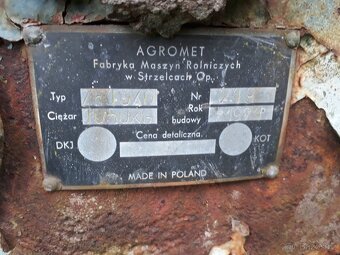 AGROMET
Fabryka Maszyn Rolniczych
w Strzelcach Op.
Typ Nr
Rok
Ciężar budowy
Cena detaliczna.
DKJ KOT
MADE IN POLAND